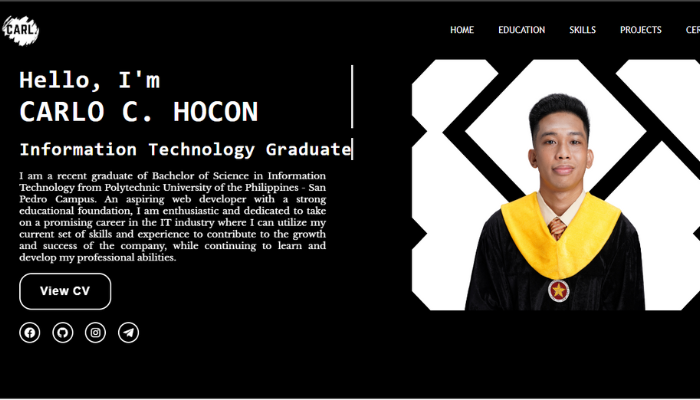 CARL
HOME EDUCATION SKILLS PROJECTS CER
Hello, I'm
CARLO C. HOCON
Information Technology Graduate
I am a recent graduate of Bachelor of Science in Information
Technology from Polytechnic University of the Philippines - San
Pedro Campus. An aspiring web developer with a strong
educational foundation, I am enthusiastic and dedicated to take
on a promising career in the IT industry where I can utilize my
current set of skills and experience to contribute to the growth
and success of the company, while continuing to learn and
develop my professional abilities.
View CV